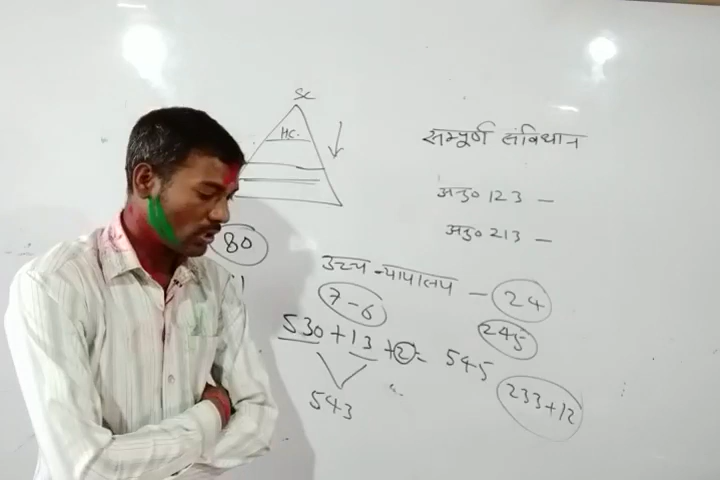 SC
HC.
सम्पूर्ण संविधान
अनु० 123 —
अनु० 213 —
80
उच्च न्यायालय — 24
7-6
245
530 + 13 + 2 = 545
543
233+12